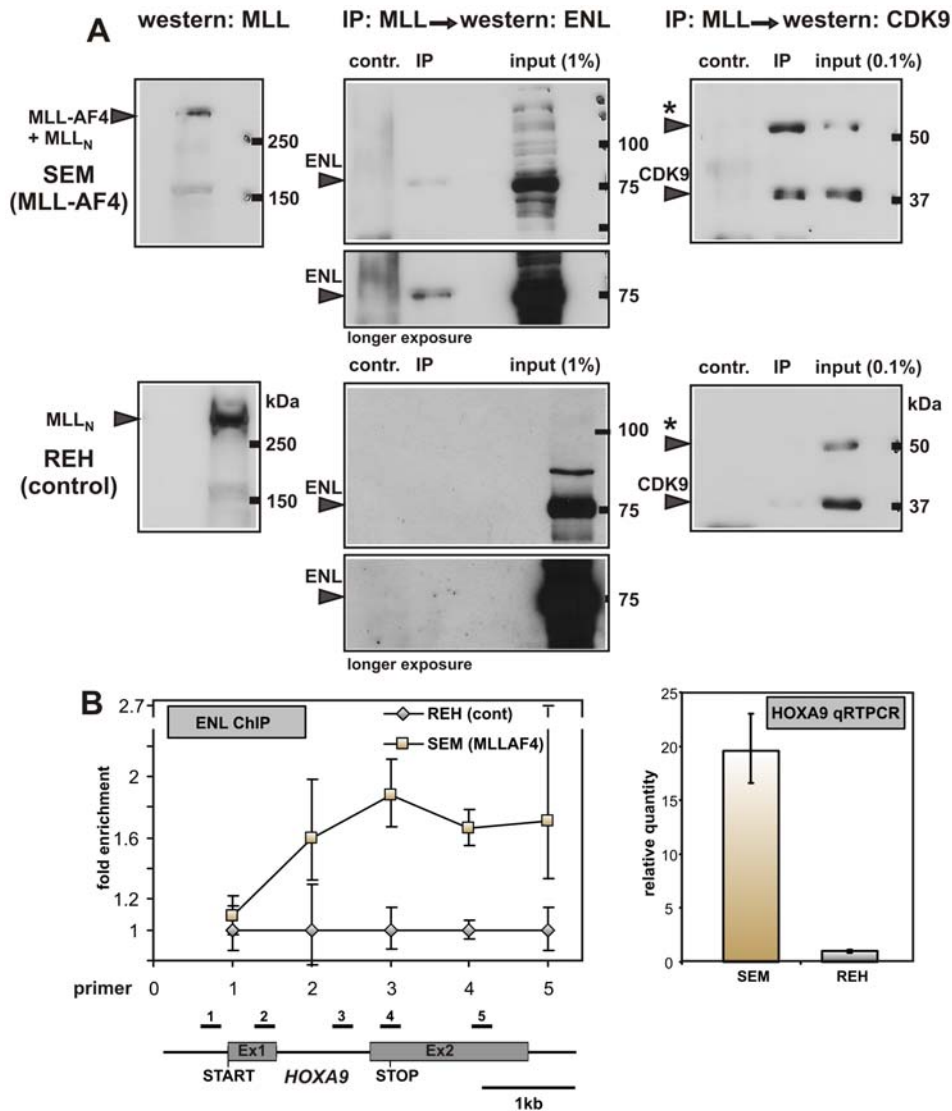 A
western: MLL
IP: MLL → western: ENL
IP: MLL → western: CDK9
contr. IP input (1%)
contr. IP input (0.1%)
MLL-AF4
+ MLLN
SEM
(MLL-AF4)
250
150
ENL
100
75
*
CDK9
50
37
ENL
75
longer exposure
contr. IP input (1%)
contr. IP input (0.1%)
MLLN
REH
(control)
kDa
250
150
ENL
100
75
*
CDK9
kDa
50
37
ENL
75
longer exposure
B
ENL ChIP
REH (cont)
SEM (MLLAF4)
fold enrichment
2.7
2
1.6
1.2
1
primer 0 1 2 3 4 5
1 2 3 4 5
Ex1 Ex2
START HOXA9 STOP
1kb
HOXA9 qRTPCR
relative quantity
25
20
15
10
5
0
SEM REH